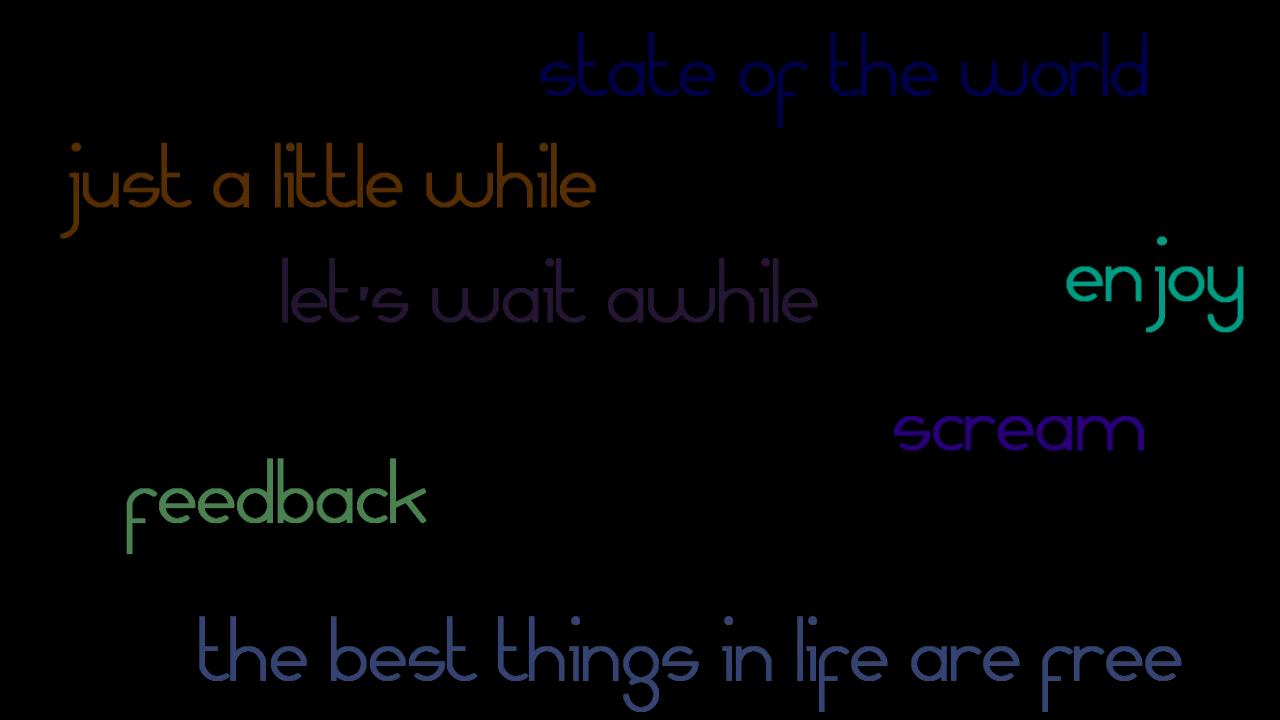 state of the world
just a little while
let's wait awhile
enjoy
scream
feedback
the best things in life are free